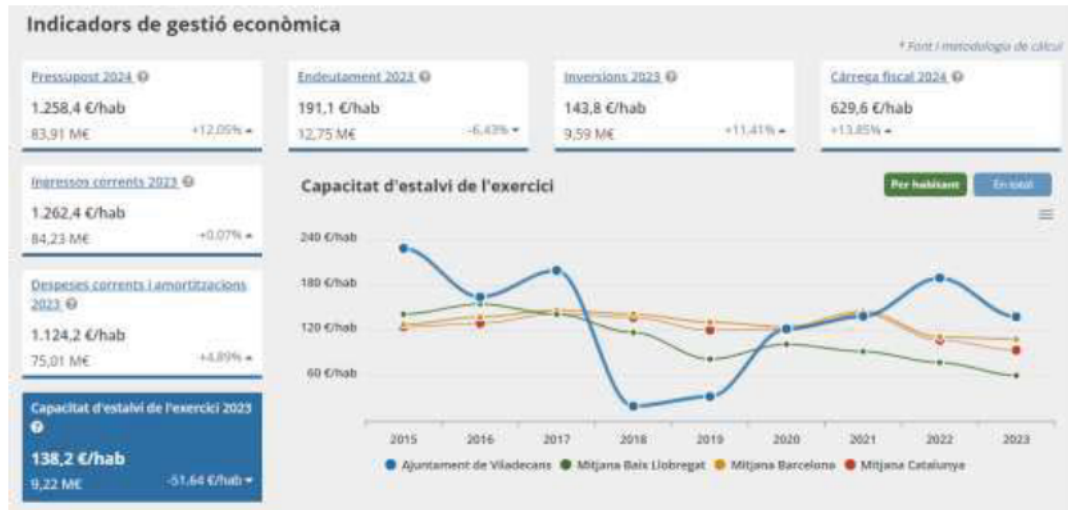 Indicadors de gestió econòmica
* Font i metodologia de càlcul
Pressupost 2024
1.258,4 €/hab
83,91 M€ +12,05%
Endeutament 2023
191,1 €/hab
12,75 M€ -6,43%
Inversions 2023
143,8 €/hab
9,59 M€ +11,41%
Càrrega fiscal 2024
629,6 €/hab
+13,85%
Ingressos corrents 2023
1.262,4 €/hab
84,23 M€ +0,07%
Despeses corrents i amortitzacions
2023
1.124,2 €/hab
75,01 M€ +4,89%
Capacitat d'estalvi de l'exercici 2023
138,2 €/hab
9,22 M€ -51,64 €/hab
Capacitat d'estalvi de l'exercici
Per habitant En total
240 €/hab
180 €/hab
120 €/hab
60 €/hab
2015 2016 2017 2018 2019 2020 2021 2022 2023
Ajuntament de Viladecans Mitjana Baix Llobregat Mitjana Barcelona Mitjana Catalunya